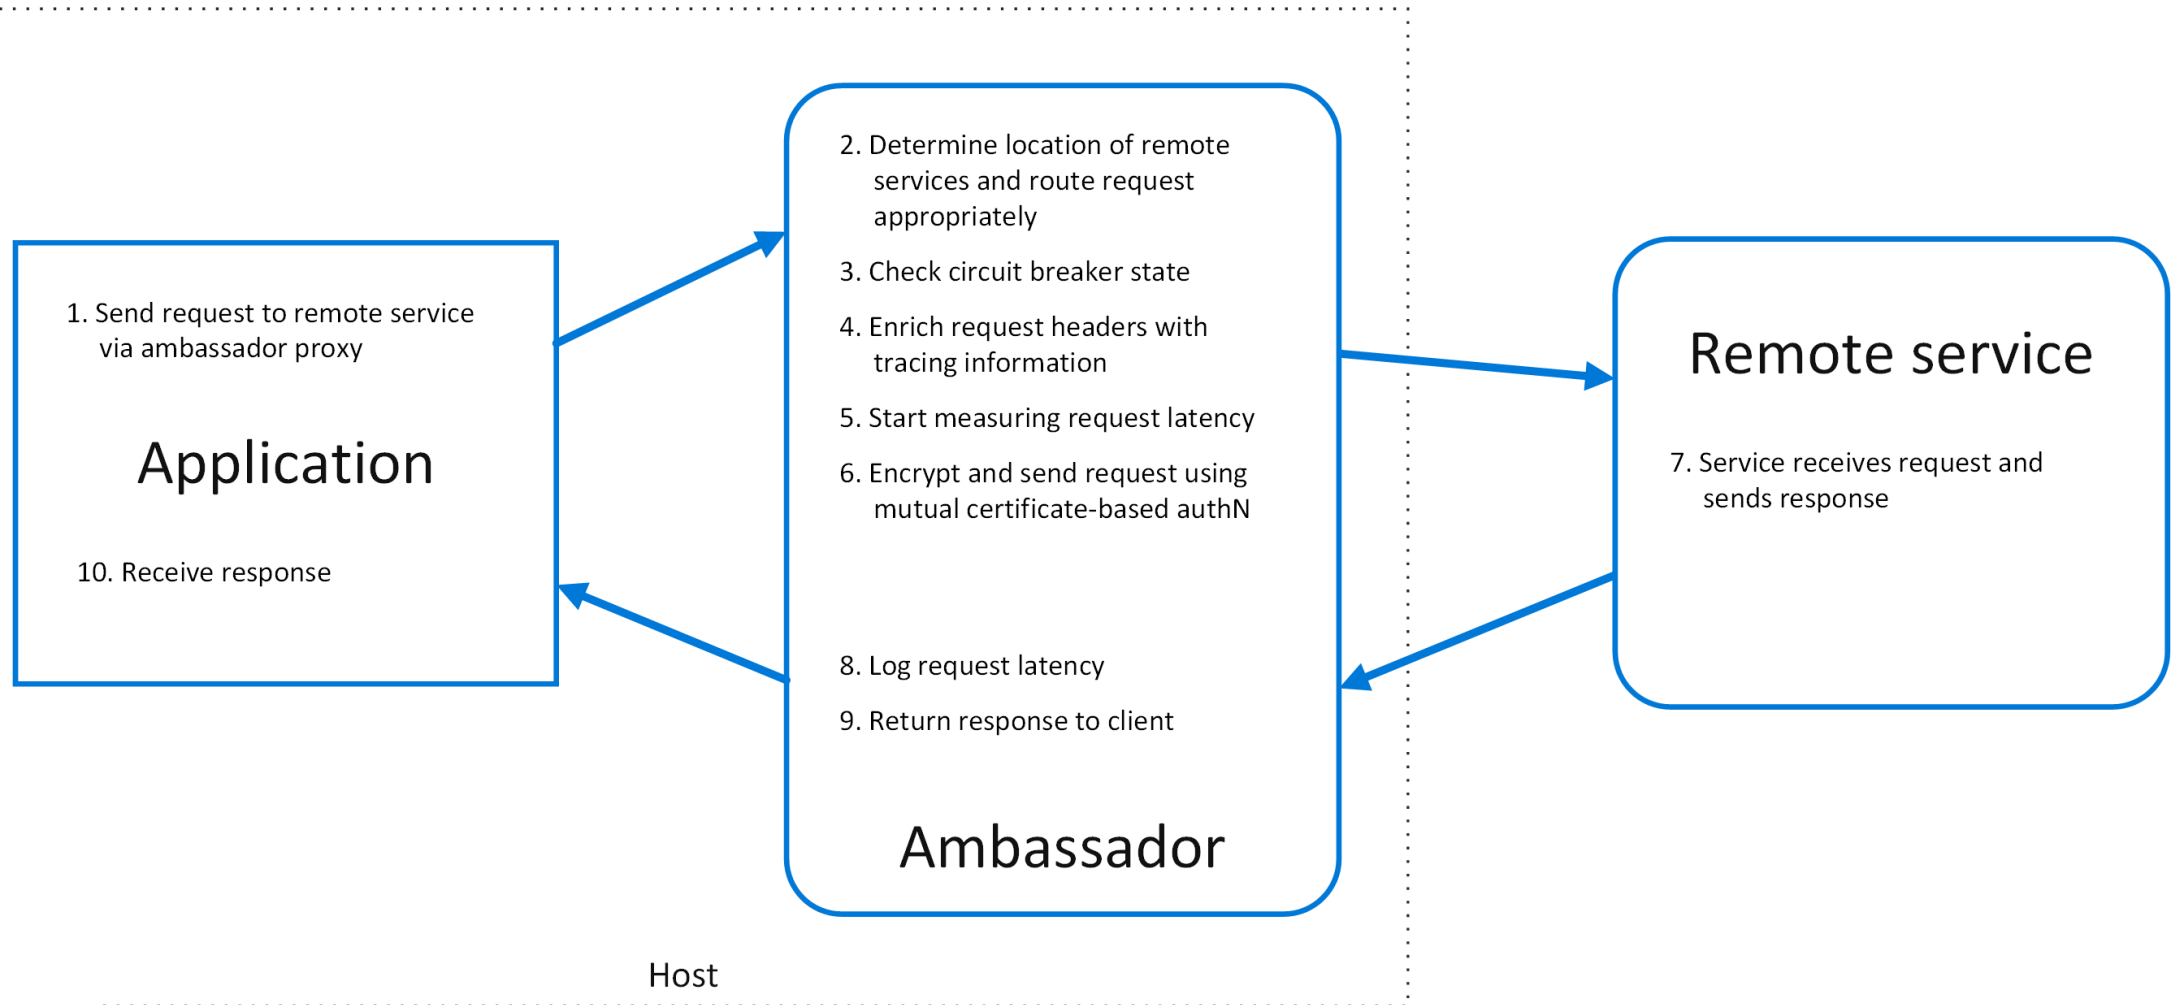 1. Send request to remote service
via ambassador proxy
Application
10. Receive response
2. Determine location of remote
services and route request
appropriately
3. Check circuit breaker state
4. Enrich request headers with
tracing information
5. Start measuring request latency
6. Encrypt and send request using
mutual certificate-based authN
8. Log request latency
9. Return response to client
Ambassador
Remote service
7. Service receives request and
sends response
Host